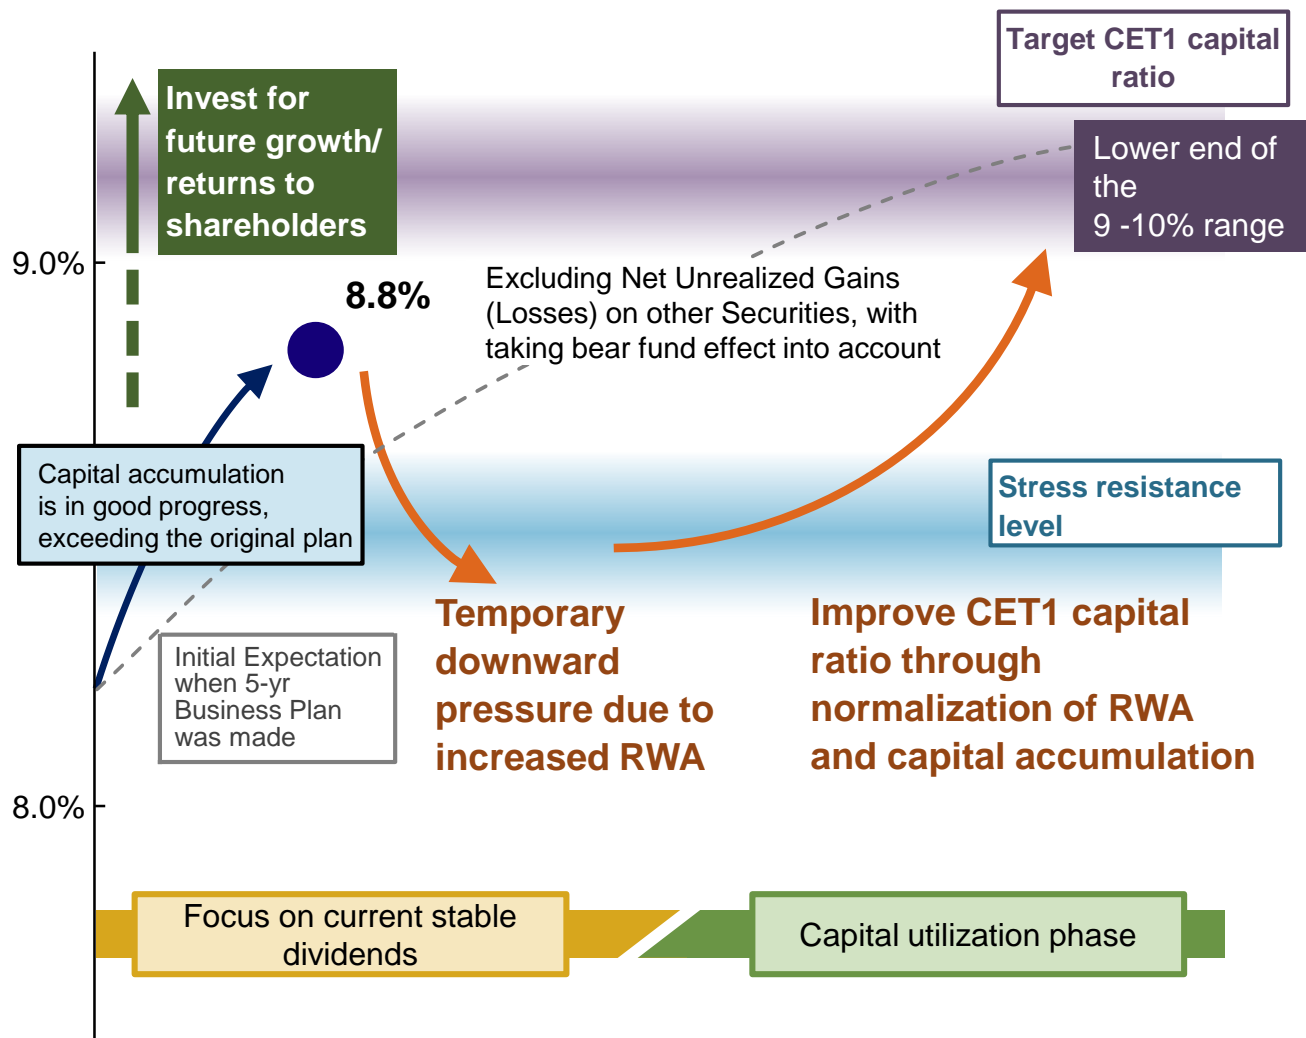 Target CET1 capital
ratio
Invest for
future growth/
returns to
shareholders
Lower end of
the
9 -10% range
9.0%
8.8%
Excluding Net Unrealized Gains
(Losses) on other Securities, with
taking bear fund effect into account
Capital accumulation
is in good progress,
exceeding the original plan
Stress resistance
level
Initial Expectation
when 5-yr
Business Plan
was made
Temporary
downward
pressure due to
increased RWA
Improve CET1 capital
ratio through
normalization of RWA
and capital accumulation
8.0%
Focus on current stable
dividends
Capital utilization phase